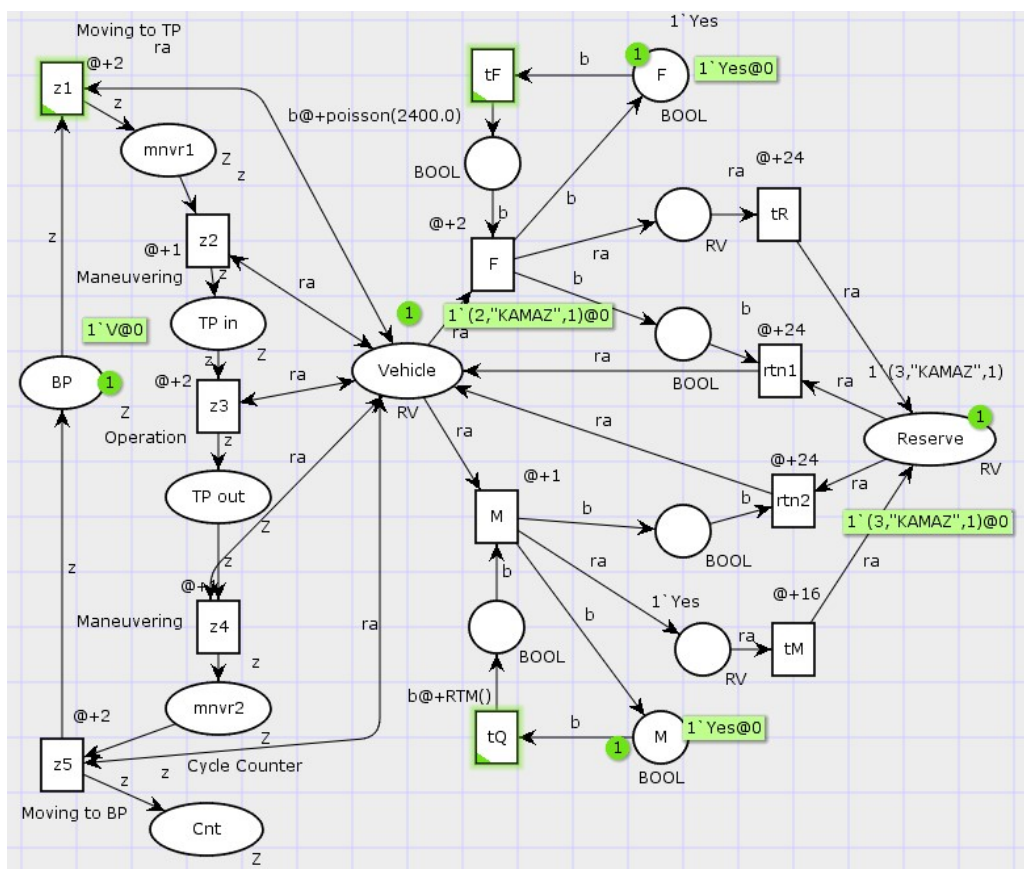 Moving to TP
ra
@+2
z1
z
mnvr1
Z
z
z
z2
@+1
Maneuvering
z
ra
TP in
Z
1`V@0
BP
1
Z
z
@+2
z3
ra
Operation
z
TP out
Z
ra
z
@+1
z4
Maneuvering
z
mnvr2
Z
z
@+2
z5
z
z
Cycle Counter
Moving to BP
Cnt
Z
ra
1`Yes
tF
b
1
F
1`Yes@0
BOOL
b@+poisson(2400.0)
BOOL
b
@+2
F
b
ra
RV
ra
@+24
tR
b
BOOL
b
@+24
rtn1
ra
1
1`(2,"KAMAZ",1)@0
ra
Vehicle
RV
ra
ra
ra
1`(3,"KAMAZ",1)
1
Reserve
RV
ra
1`(3,"KAMAZ",1)@0
ra
@+24
rtn2
ra
@+1
M
b
b
BOOL
ra
b
b
BOOL
1`Yes
RV
ra
@+16
tM
ra
b@+RTM()
tQ
b
1
M
1`Yes@0
BOOL